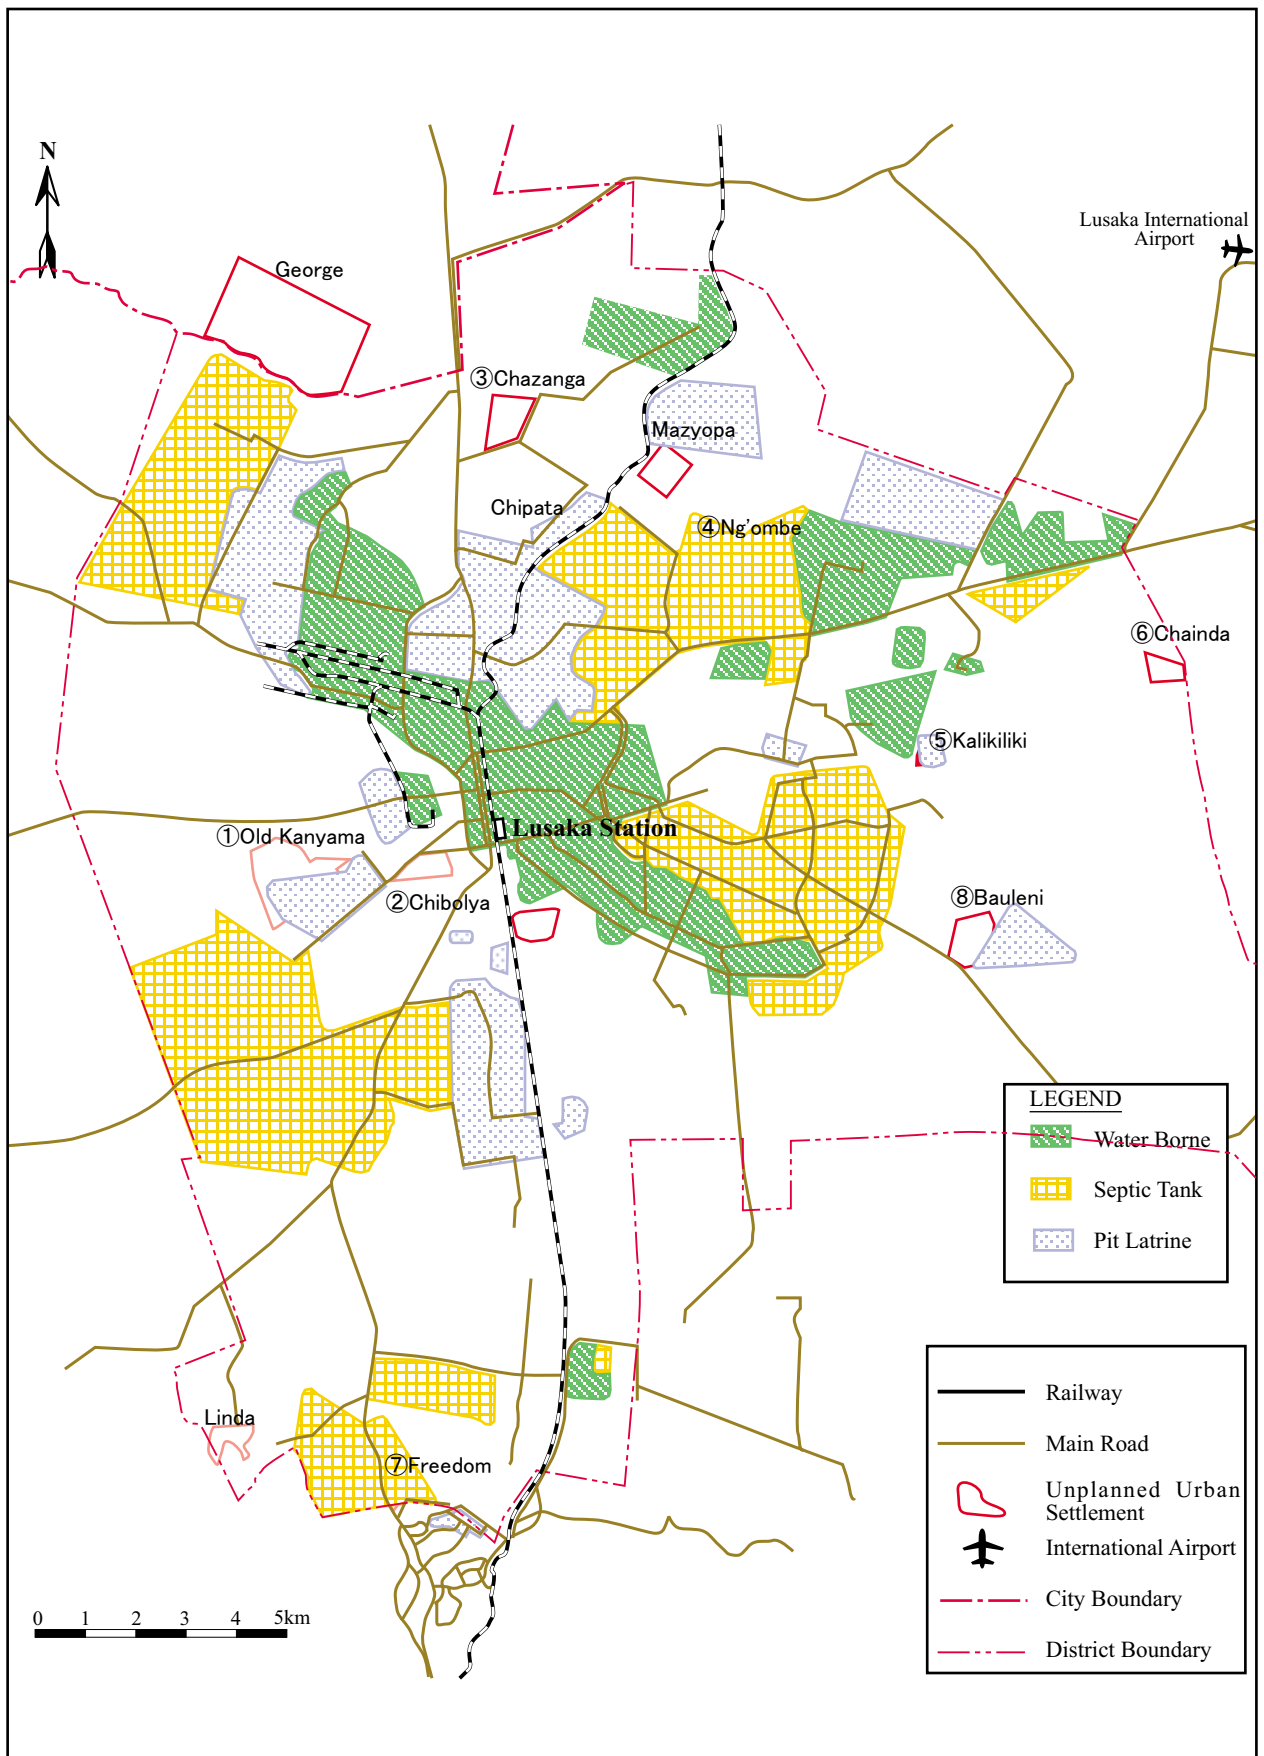 N
Lusaka International
Airport
George
③Chazanga
Mazyopa
Chipata
④Ng'ombe
⑥Chainda
⑤Kalikiliki
①Old Kanyama
Lusaka Station
②Chibolya
⑧Bauleni
LEGEND
Water Borne
Septic Tank
Pit Latrine
Linda
⑦Freedom
Railway
Main Road
Unplanned Urban
Settlement
International Airport
City Boundary
District Boundary
0 1 2 3 4 5km